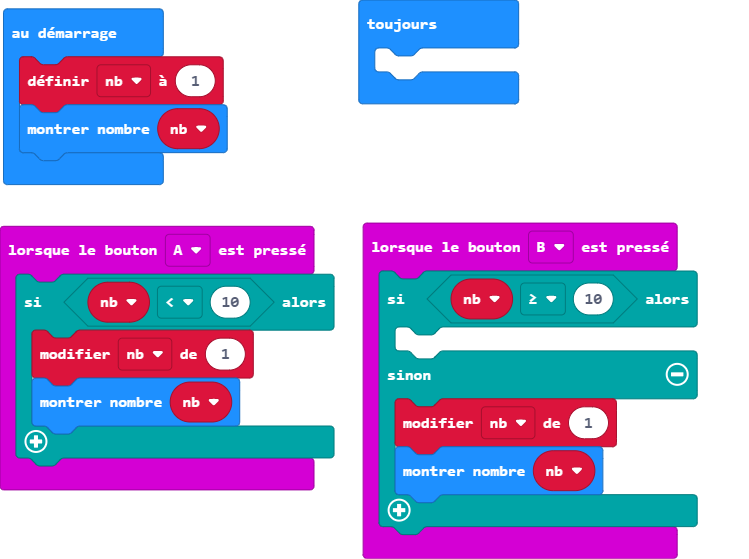 au démarrage
définir nb à 1
montrer nombre nb
toujours
lorsque le bouton A est pressé
si nb < 10 alors
modifier nb de 1
montrer nombre nb
lorsque le bouton B est pressé
si nb ≥ 10 alors
sinon
modifier nb de 1
montrer nombre nb